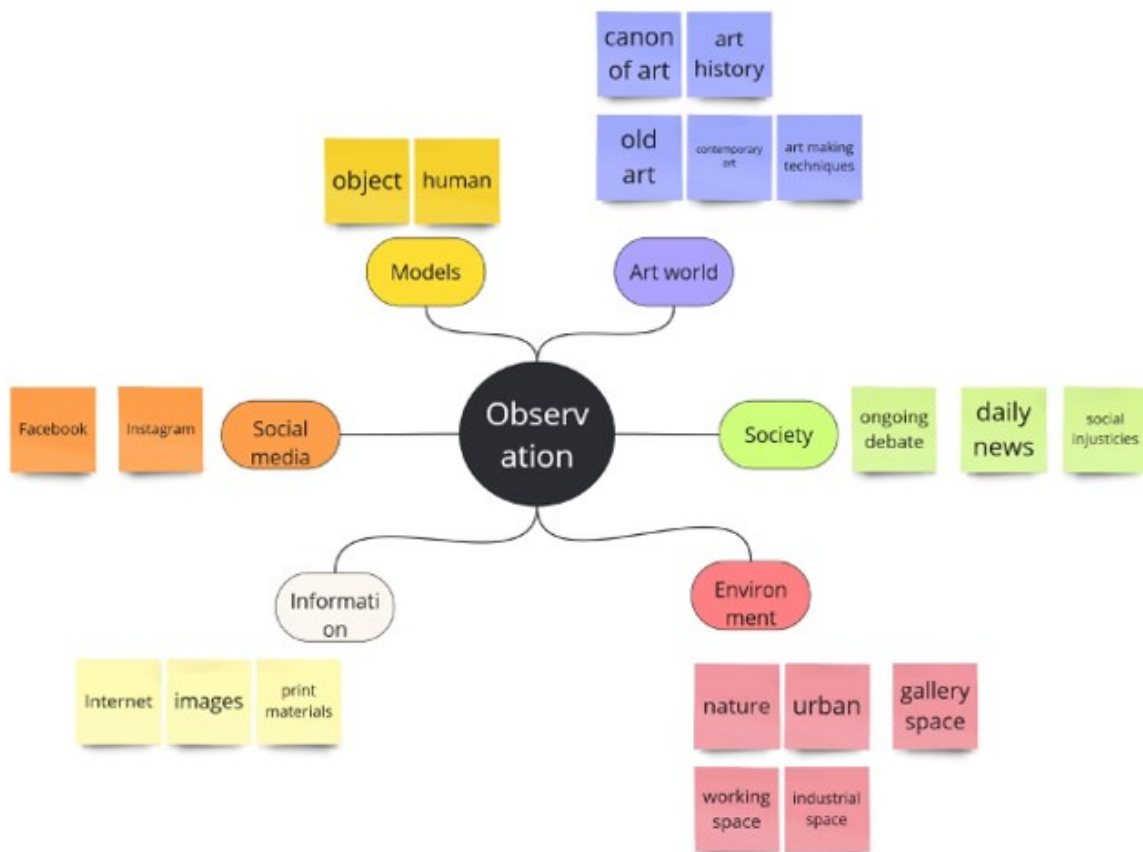 canon
of art
art
history
old
art
contemporary
art
art making
techniques
object
human
Models
Art world
Facebook
Instagram
Social
media
Observ
ation
Society
ongoing
debate
daily
news
social
injusticies
Informati
on
Environ
ment
Internet
images
print
materials
nature
urban
gallery
space
working
space
industrial
space